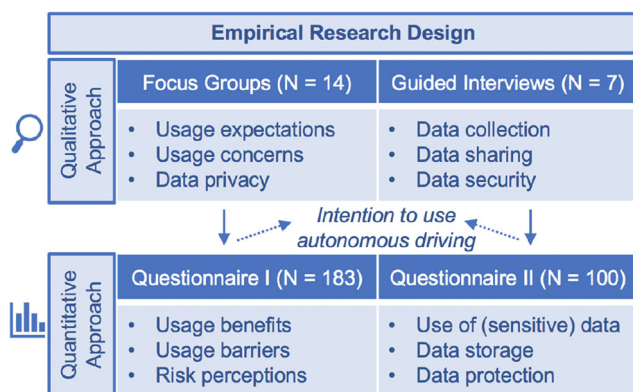 Empirical Research Design
Qualitative
Approach
Focus Groups (N = 14)
• Usage expectations
• Usage concerns
• Data privacy
Guided Interviews (N = 7)
• Data collection
• Data sharing
• Data security
Intention to use
autonomous driving
Quantitative
Approach
Questionnaire I (N = 183)
• Usage benefits
• Usage barriers
• Risk perceptions
Questionnaire II (N = 100)
• Use of (sensitive) data
• Data storage
• Data protection